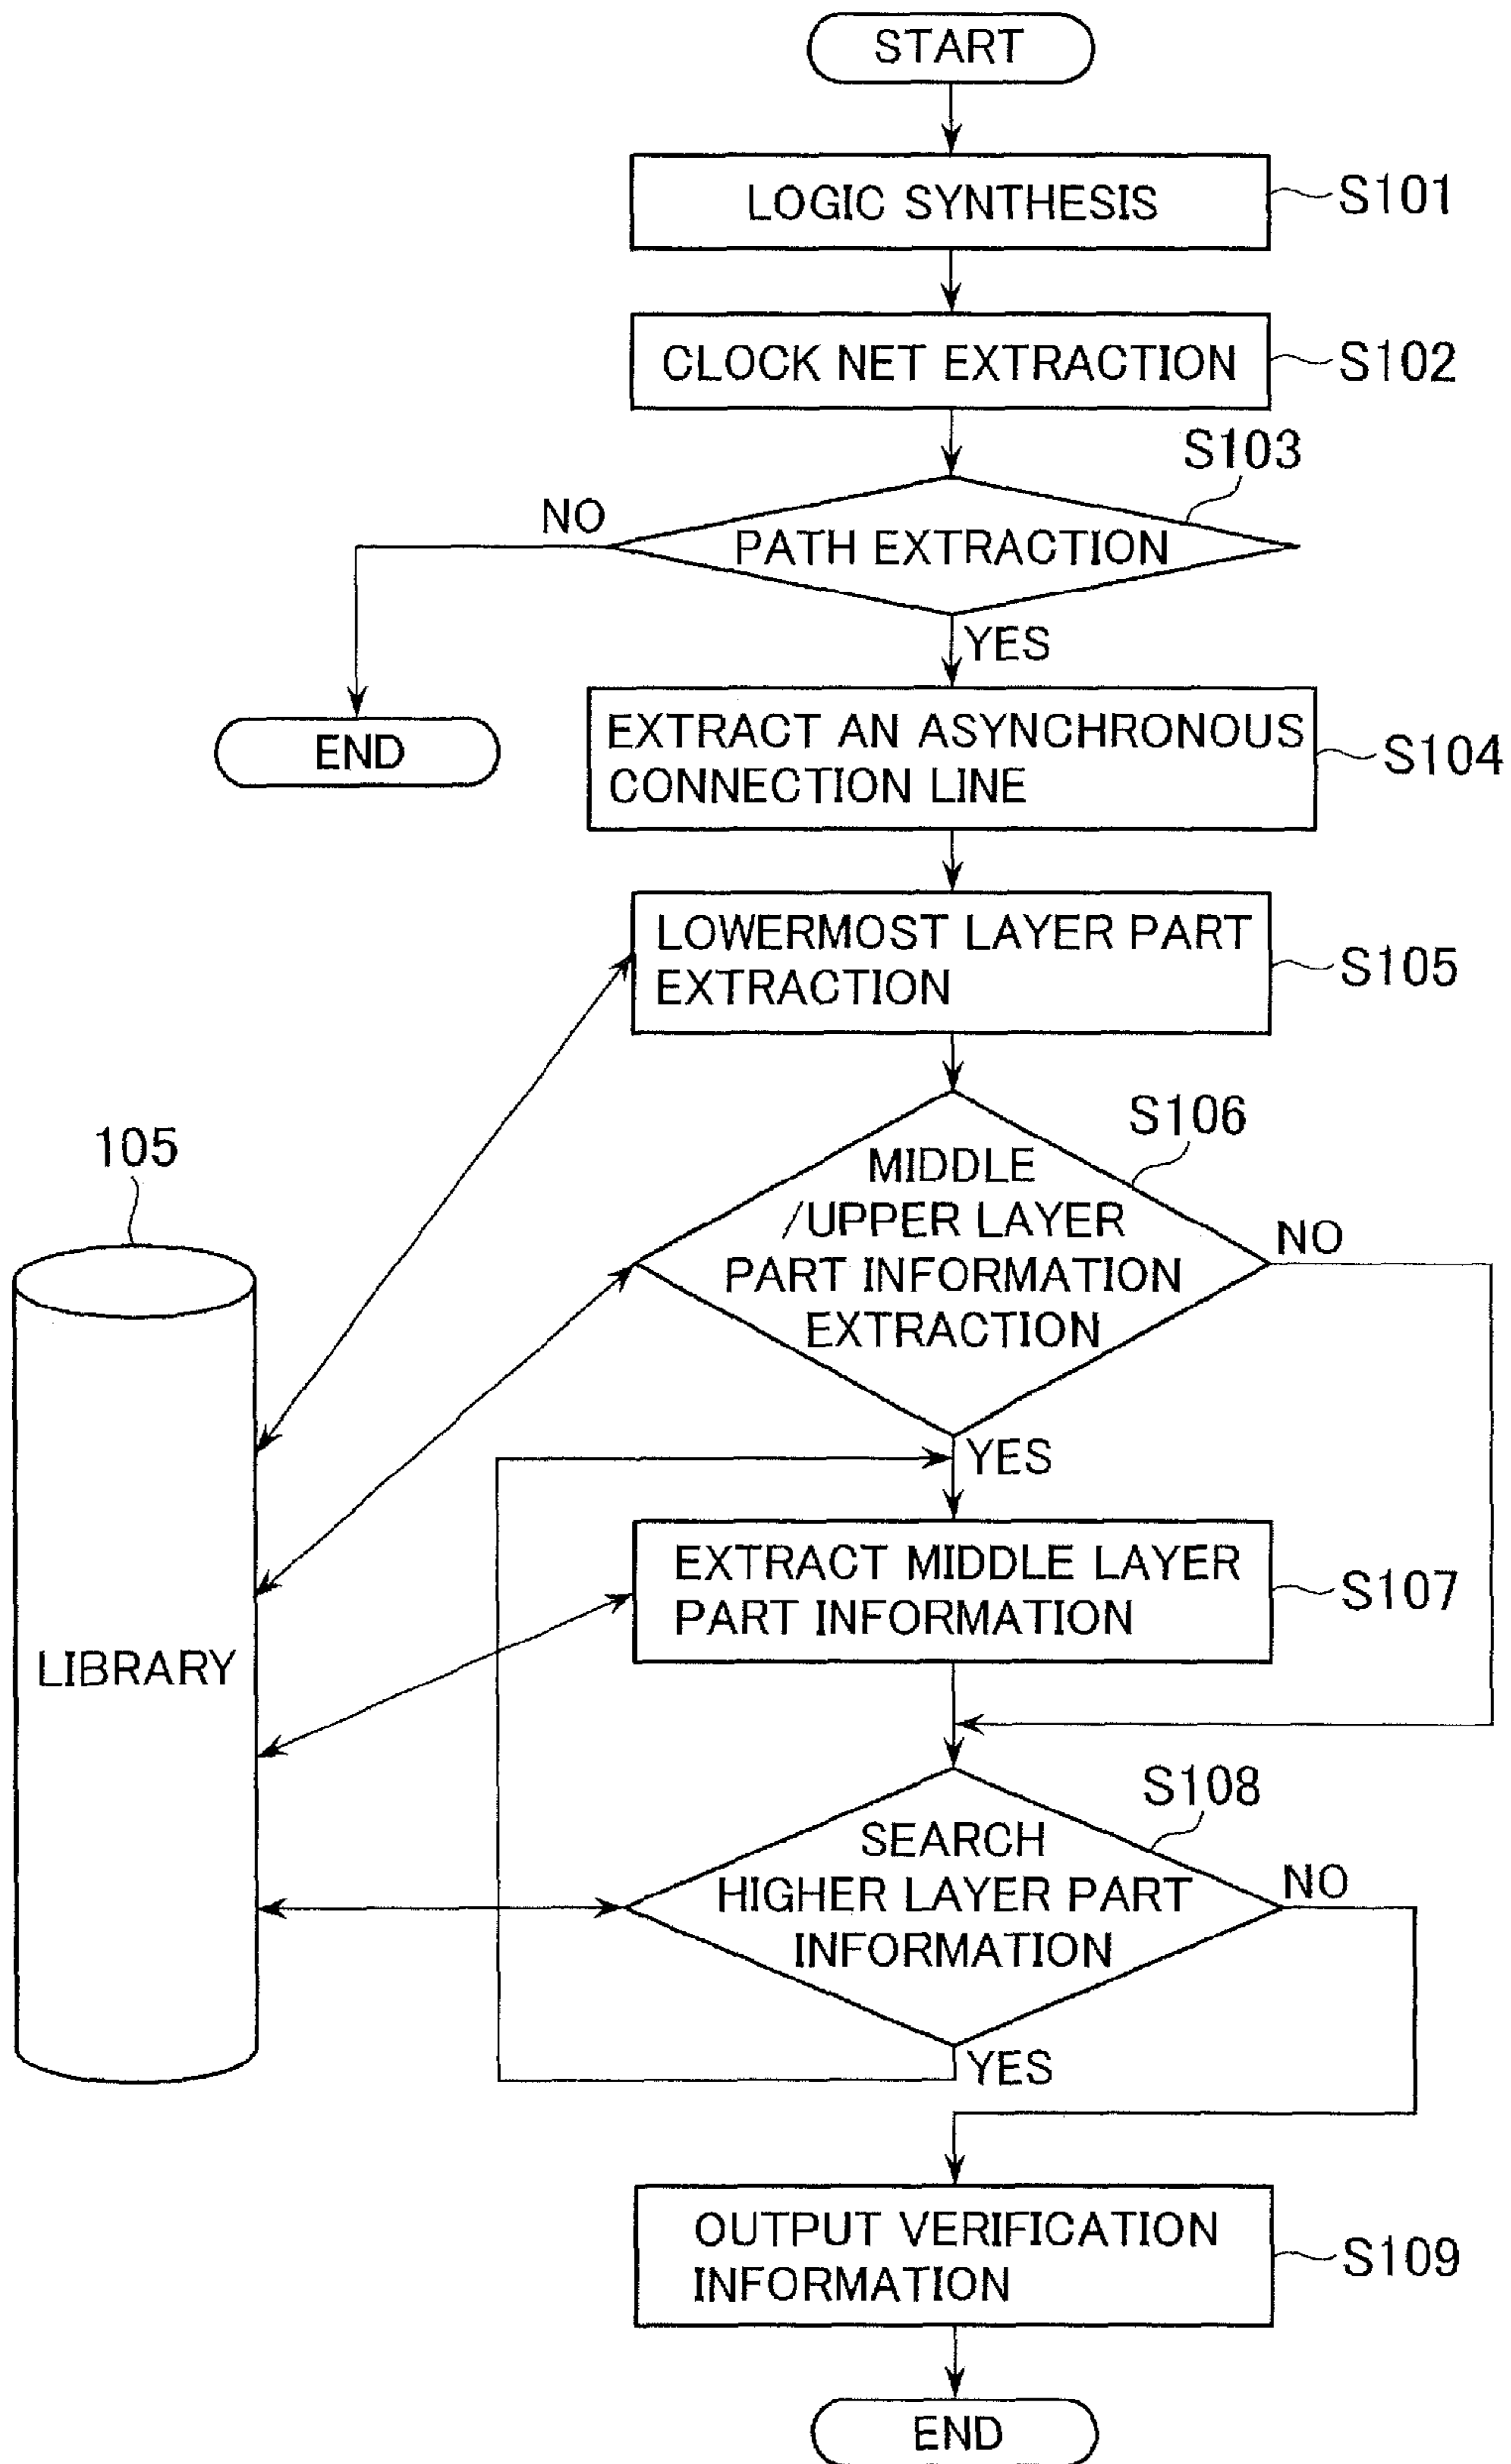 START
LOGIC SYNTHESIS
S101
CLOCK NET EXTRACTION
S102
S103
NO
PATH EXTRACTION
YES
END
EXTRACT AN ASYNCHRONOUS
CONNECTION LINE
S104
LOWERMOST LAYER PART
EXTRACTION
S105
105
S106
MIDDLE
/UPPER LAYER
PART INFORMATION
EXTRACTION
NO
YES
EXTRACT MIDDLE LAYER
PART INFORMATION
S107
LIBRARY
S108
SEARCH
HIGHER LAYER PART
INFORMATION
NO
YES
OUTPUT VERIFICATION
INFORMATION
S109
END